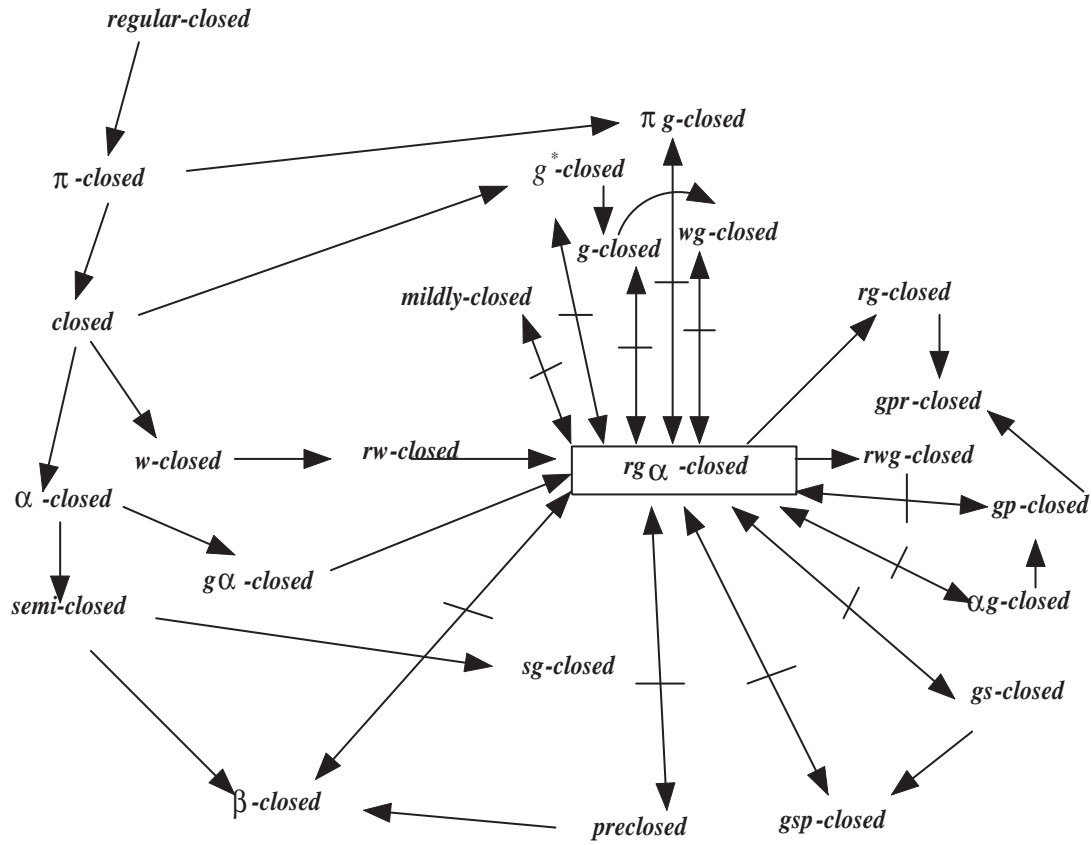 regular-closed
π g-closed
g*-closed
π -closed
g-closed
wg-closed
mildly-closed
rg-closed
closed
gpr-closed
rw-closed
w-closed
rg α -closed
rwg-closed
α -closed
gp-closed
gα -closed
semi-closed
αg-closed
sg-closed
gs-closed
β-closed
preclosed
gsp-closed